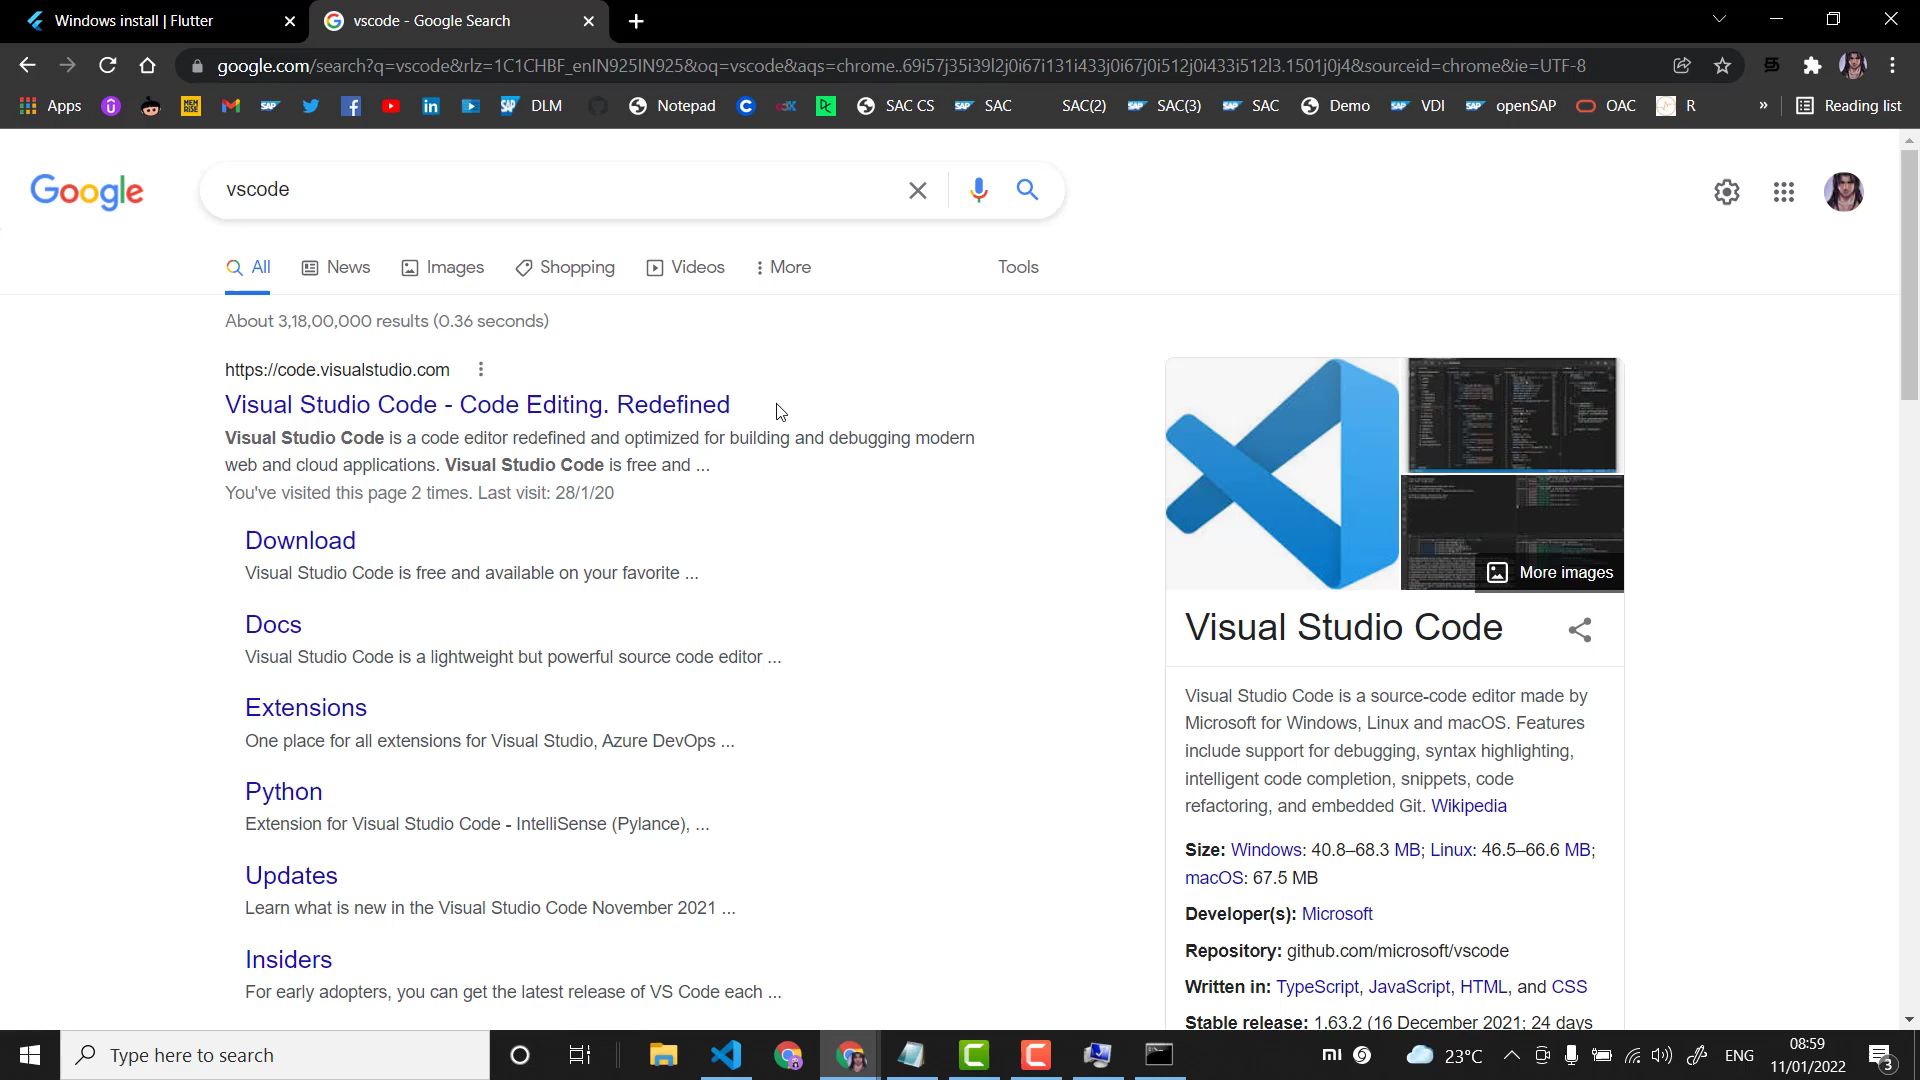 Windows install | Flutter
vscode - Google Search
google.com/search?q=vscode&rlz=1C1CHBF_enIN925IN925&oq=vscode&aqs=chrome..69i57j35i39l2j0i67i131i433j0i67j0i512j0i433i512l3.1501j0j4&sourceid=chrome&ie=UTF-8
Apps DLM Notepad SAC CS SAC SAC(2) SAC(3) SAC Demo VDI openSAP OAC R » Reading list
Google
vscode
All News Images Shopping Videos More Tools
About 3,18,00,000 results (0.36 seconds)
https://code.visualstudio.com
Visual Studio Code - Code Editing. Redefined
Visual Studio Code is a code editor redefined and optimized for building and debugging modern
web and cloud applications. Visual Studio Code is free and ...
You've visited this page 2 times. Last visit: 28/1/20
Download
Visual Studio Code is free and available on your favorite ...
Docs
Visual Studio Code is a lightweight but powerful source code editor ...
Extensions
One place for all extensions for Visual Studio, Azure DevOps ...
Python
Extension for Visual Studio Code - IntelliSense (Pylance), ...
Updates
Learn what is new in the Visual Studio Code November 2021 ...
Insiders
For early adopters, you can get the latest release of VS Code each ...
More images
Visual Studio Code
Visual Studio Code is a source-code editor made by
Microsoft for Windows, Linux and macOS. Features
include support for debugging, syntax highlighting,
intelligent code completion, snippets, code
refactoring, and embedded Git. Wikipedia
Size: Windows: 40.8–68.3 MB; Linux: 46.5–66.6 MB;
macOS: 67.5 MB
Developer(s): Microsoft
Repository: github.com/microsoft/vscode
Written in: TypeScript, JavaScript, HTML, and CSS
Stable release: 1.63.2 (16 December 2021; 24 days
Type here to search
23°C
ENG
08:59
11/01/2022
3